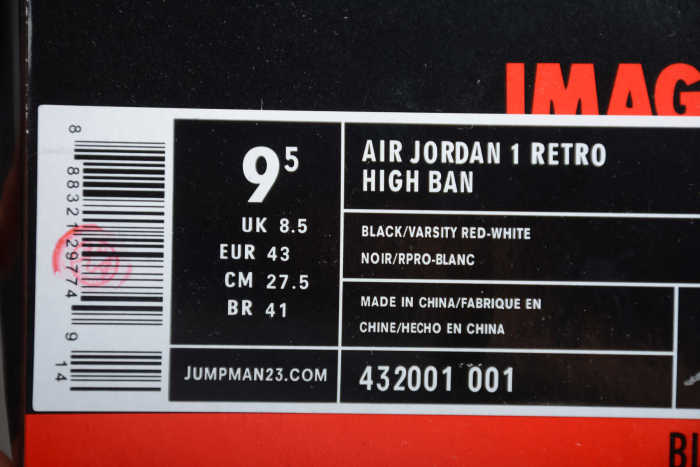 IMAG
8 88321 29774 9 14
9⁵
UK 8.5
EUR 43
CM 27.5
BR 41
JUMPMAN23.COM
AIR JORDAN 1 RETRO
HIGH BAN
BLACK/VARSITY RED-WHITE
NOIR/RPRO-BLANC
MADE IN CHINA/FABRIQUE EN
CHINE/HECHO EN CHINA
432001 001